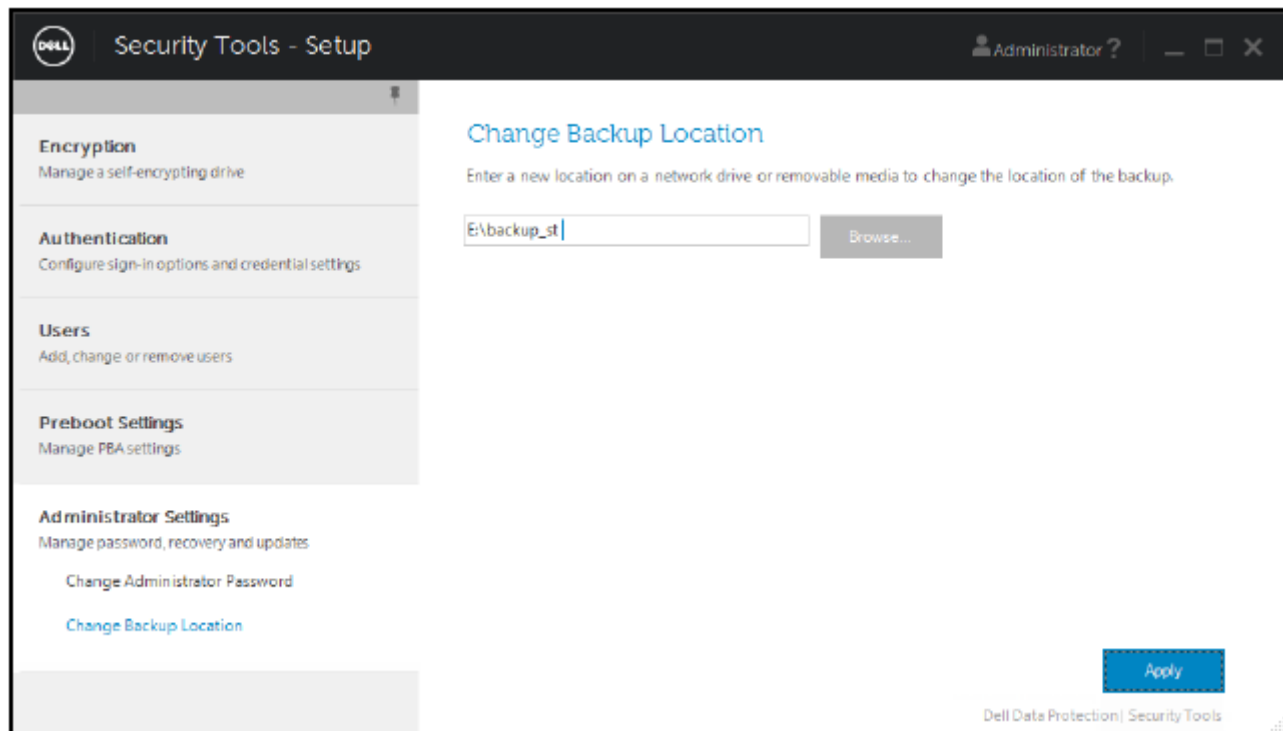 DELL
Security Tools - Setup
Administrator ?
Encryption
Manage a self-encrypting drive
Authentication
Configure sign-in options and credential settings
Users
Add, change or remove users
Preboot Settings
Manage PBA settings
Administrator Settings
Manage password, recovery and updates
Change Administrator Password
Change Backup Location
Change Backup Location
Enter a new location on a network drive or removable media to change the location of the backup.
E:\backup_st
Browse...
Apply
Dell Data Protection | Security Tools